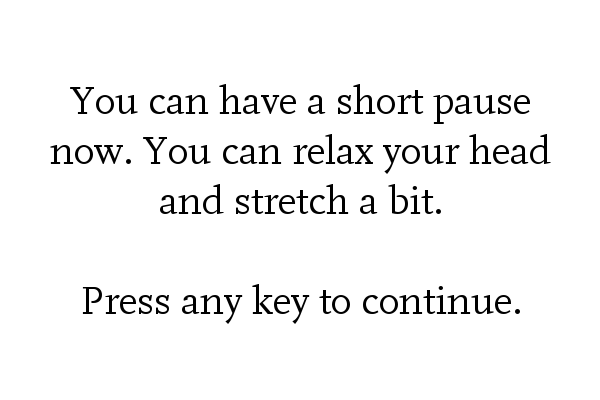 You can have a short pause
now. You can relax your head
and stretch a bit.
Press any key to continue.